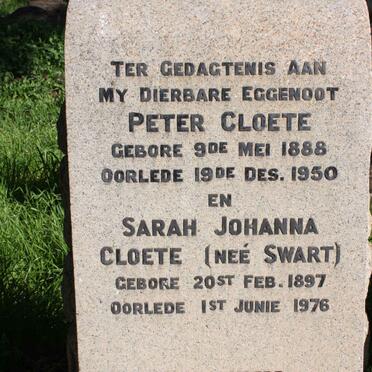 TER GEDAGTENIS AAN
MY DIERBARE EGGENOOT
PETER CLOETE
GEBORE 9DE MEI 1888
OORLEDE 19DE DES. 1950
EN
SARAH JOHANNA
CLOETE (NEÉ SWART)
GEBORE 20ST FEB. 1897
OORLEDE 1ST JUNIE 1976